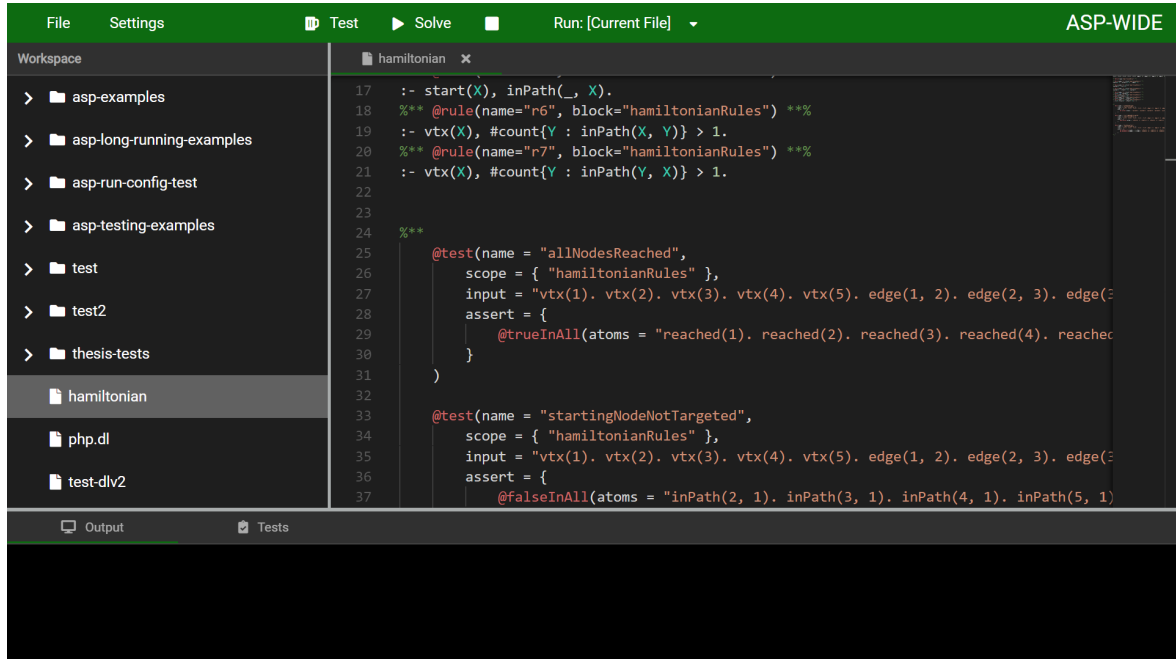 File Settings Test Solve Run: [Current File] ASP-WIDE
Workspace
asp-examples
asp-long-running-examples
asp-run-config-test
asp-testing-examples
test
test2
thesis-tests
hamiltonian
php.dl
test-dlv2
hamiltonian
17 :- start(X), inPath(_, X).
18 %** @rule(name="r6", block="hamiltonianRules") **%
19 :- vtx(X), #count{Y : inPath(X, Y)} > 1.
20 %** @rule(name="r7", block="hamiltonianRules") **%
21 :- vtx(X), #count{Y : inPath(Y, X)} > 1.
22
23
24 %**
25 @test(name = "allNodesReached",
26 scope = { "hamiltonianRules" },
27 input = "vtx(1). vtx(2). vtx(3). vtx(4). vtx(5). edge(1, 2). edge(2, 3). edge(3
28 assert = {
29 @trueInAll(atoms = "reached(1). reached(2). reached(3). reached(4). reached
30 }
31 )
32
33 @test(name = "startingNodeNotTargeted",
34 scope = { "hamiltonianRules" },
35 input = "vtx(1). vtx(2). vtx(3). vtx(4). vtx(5). edge(1, 2). edge(2, 3). edge(3
36 assert = {
37 @falseInAll(atoms = "inPath(2, 1). inPath(3, 1). inPath(4, 1). inPath(5, 1)
Output Tests